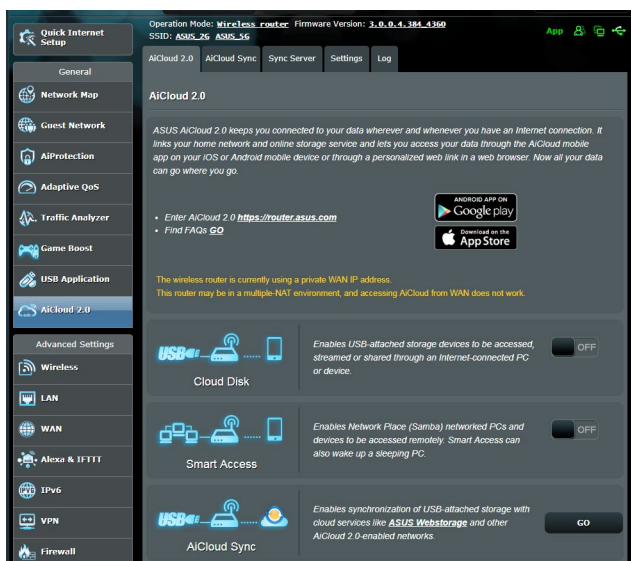 Quick Internet
Setup
General
Network Map
Guest Network
AiProtection
Adaptive QoS
Traffic Analyzer
Game Boost
USB Application
AiCloud 2.0
Advanced Settings
Wireless
LAN
WAN
Alexa & IFTTT
IPv6
VPN
Firewall
Operation Mode: Wireless router Firmware Version: 3.0.0.4.384_4360
SSID: ASUS_2G ASUS_5G
App
AiCloud 2.0 AiCloud Sync Sync Server Settings Log
AiCloud 2.0
ASUS AiCloud 2.0 keeps you connected to your data wherever and whenever you have an Internet connection. It
links your home network and online storage service and lets you access your data through the AiCloud mobile
app on your iOS or Android mobile device or through a personalized web link in a web browser. Now all your data
can go where you go.
• Enter AiCloud 2.0 https://router.asus.com
• Find FAQs GO
ANDROID APP ON
Google play
Download on the
App Store
The wireless router is currently using a private WAN IP address.
This router may be in a multiple-NAT environment, and accessing AiCloud from WAN does not work.
USB
Cloud Disk
Enables USB-attached storage devices to be accessed,
streamed or shared through an Internet-connected PC
or device.
OFF
Smart Access
Enables Network Place (Samba) networked PCs and
devices to be accessed remotely. Smart Access can
also wake up a sleeping PC.
OFF
USB
AiCloud Sync
Enables synchronization of USB-attached storage with
cloud services like ASUS Webstorage and other
AiCloud 2.0-enabled networks.
GO